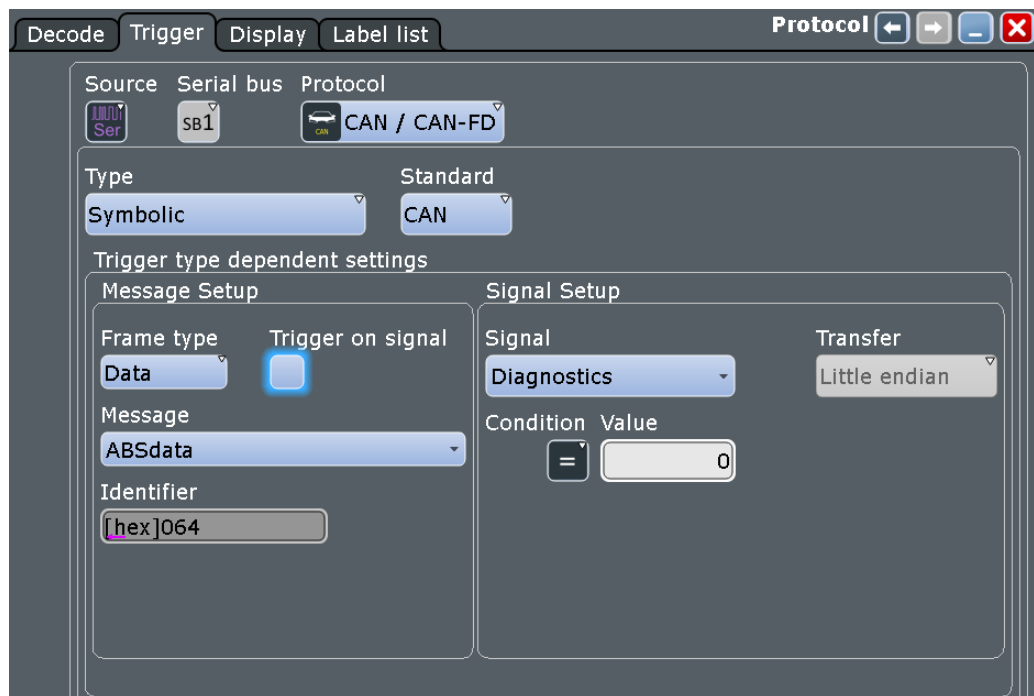 Decode Trigger Display Label list Protocol
Source Serial bus Protocol
Ser SB1 CAN CAN / CAN-FD
Type Standard
Symbolic CAN
Trigger type dependent settings
Message Setup Signal Setup
Frame type Trigger on signal Signal Transfer
Data Diagnostics Little endian
Message Condition Value
ABSdata = 0
Identifier
[hex]064